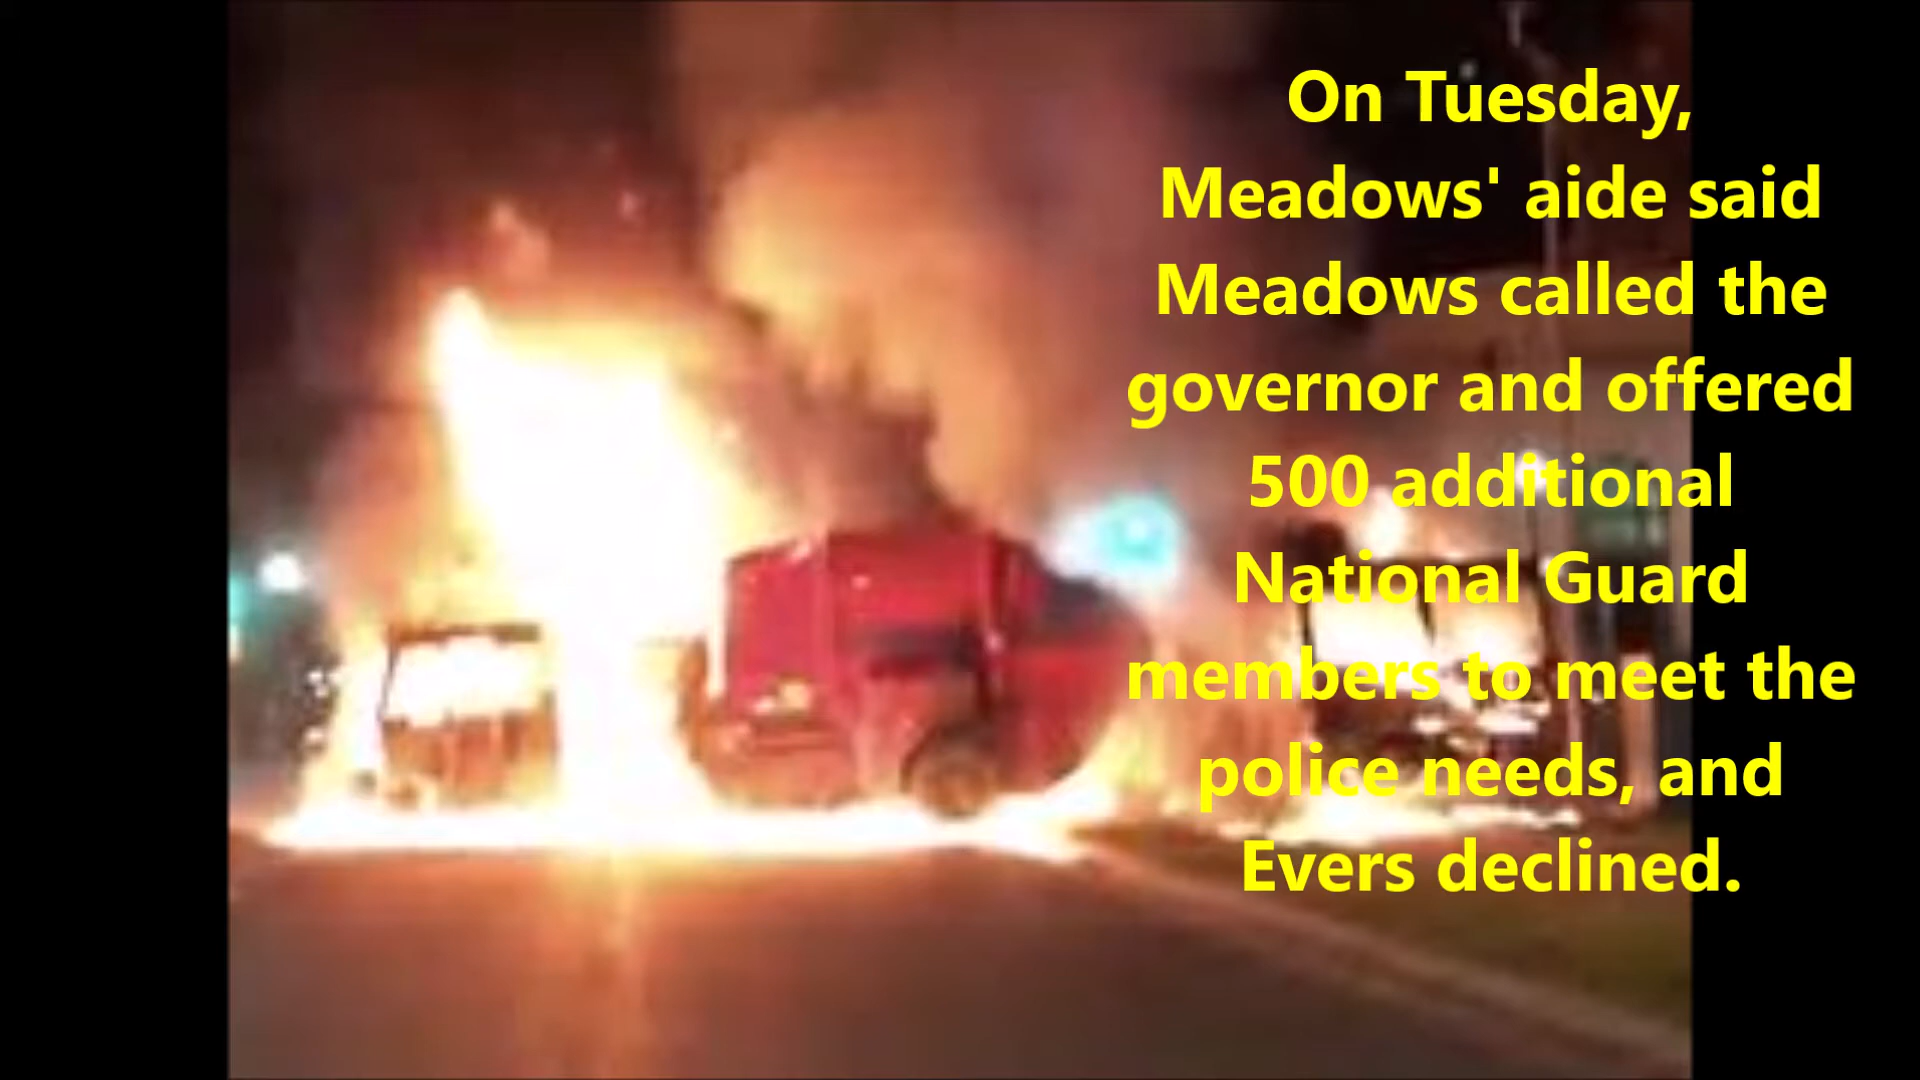 On Tuesday,
Meadows' aide said
Meadows called the
governor and offered
500 additional
National Guard
members to meet the
police needs, and
Evers declined.